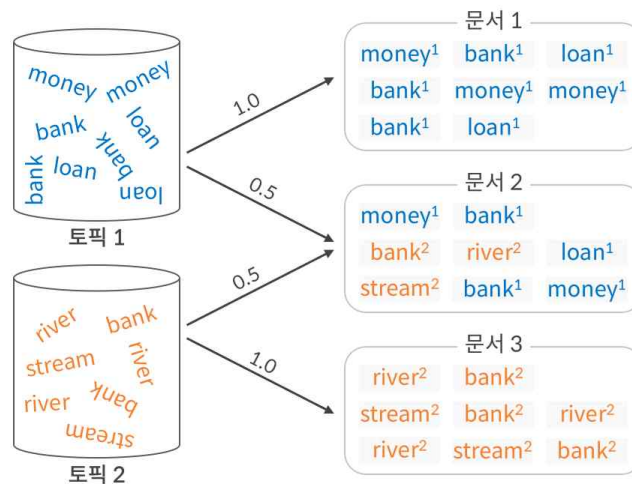 money money
bank loan
bank
bank loan
loan
토픽 1
river bank
stream river
river bank
stream
토픽 2
1.0
0.5
0.5
1.0
문서 1
money¹ bank¹ loan¹
bank¹ money¹ money¹
bank¹ loan¹
문서 2
money¹ bank¹
bank² river² loan¹
stream² bank¹ money¹
문서 3
river² bank²
stream² bank² river²
river² stream² bank²